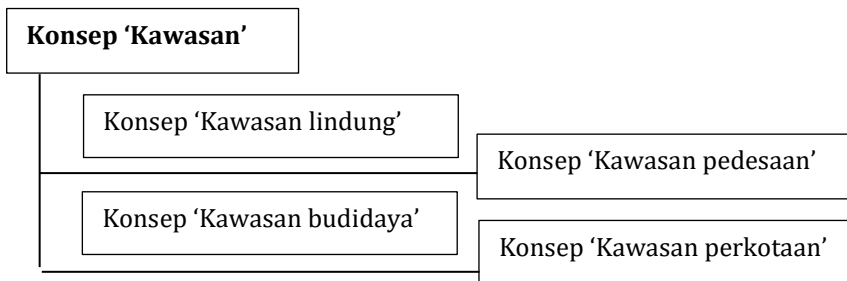 Konsep ‘Kawasan’
Konsep ‘Kawasan lindung’
Konsep ‘Kawasan pedesaan’
Konsep ‘Kawasan budidaya’
Konsep ‘Kawasan perkotaan’